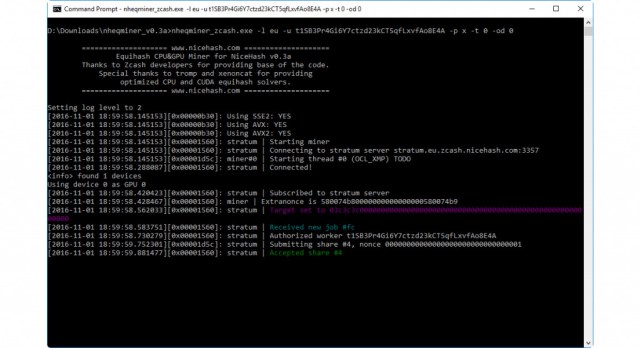 Command Prompt - nheqminer_zcash.exe -l eu -u t1SB3Pr4Gi6Y7ctzd23kCT5qfLxvfAo8E4A -p x -t 0 -od 0
D:\Downloads\nheqminer_v0.3a>nheqminer_zcash.exe -l eu -u t1SB3Pr4Gi6Y7ctzd23kCT5qfLxvfAo8E4A -p x -t 0 -od 0
==================== www.nicehash.com ====================
Equihash CPU&GPU Miner for NiceHash v0.3a
Thanks to Zcash developers for providing base of the code.
Special thanks to tromp and xenoncat for providing
optimized CPU and CUDA equihash solvers.
==================== www.nicehash.com ====================
Setting log level to 2
[2016-11-01 18:59:58.145153][0x00000b30]: Using SSE2: YES
[2016-11-01 18:59:58.145153][0x00000b30]: Using AVX: YES
[2016-11-01 18:59:58.145153][0x00000b30]: Using AVX2: YES
[2016-11-01 18:59:58.145153][0x00001560]: stratum | Starting miner
[2016-11-01 18:59:58.145153][0x00001560]: stratum | Connecting to stratum server stratum.eu.zcash.nicehash.com:3357
[2016-11-01 18:59:58.145153][0x00001d5c]: miner#0 | Starting thread #0 (OCL_XMP) TODO
[2016-11-01 18:59:58.288087][0x00001560]: stratum | Connected!
<info> found 1 devices
Using device 0 as GPU 0
[2016-11-01 18:59:58.420423][0x00001560]: stratum | Subscribed to stratum server
[2016-11-01 18:59:58.428467][0x00001560]: miner | Extranonce is
[2016-11-01 18:59:58.562033][0x00001560]: stratum | Target set to
[2016-11-01 18:59:58.583751][0x00001560]: stratum | Received new job #fc
[2016-11-01 18:59:58.730279][0x00001560]: stratum | Authorized worker t1SB3Pr4Gi6Y7ctzd23kCT5qfLxvfAo8E4A
[2016-11-01 18:59:59.752301][0x00001d5c]: stratum | Submitting share #4, nonce
[2016-11-01 18:59:59.881477][0x00001560]: stratum | Accepted share #4